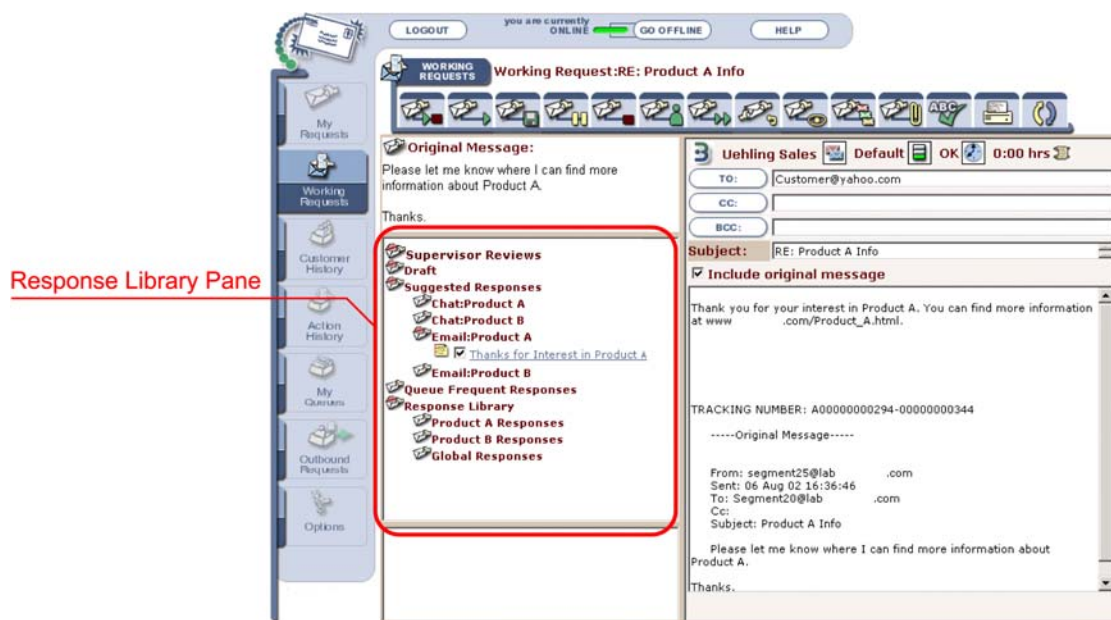 LOGOUT
you are currently
ONLINE
GO OFFLINE
HELP
WORKING
REQUESTS
Working Request:RE: Product A Info
ABC
My
Requests
Working
Requests
Customer
History
Action
History
My
Queues
Outbound
Requests
Options
Response Library Pane
Original Message:
Please let me know where I can find more
information about Product A.
Thanks.
Supervisor Reviews
Draft
Suggested Responses
Chat:Product A
Chat:Product B
Email:Product A
Thanks for Interest in Product A
Email:Product B
Queue Frequent Responses
Response Library
Product A Responses
Product B Responses
Global Responses
Uehling Sales Default OK 0:00 hrs
TO: Customer@yahoo.com
CC:
BCC:
Subject: RE: Product A Info
Include original message
Thank you for your interest in Product A. You can find more information
at www .com/Product_A.html.
TRACKING NUMBER: A00000000294-00000000344
-----Original Message-----
From: segment25@lab .com
Sent: 06 Aug 02 16:36:46
To: Segment20@lab .com
Cc:
Subject: Product A Info
Please let me know where I can find more information about
Product A.
Thanks.